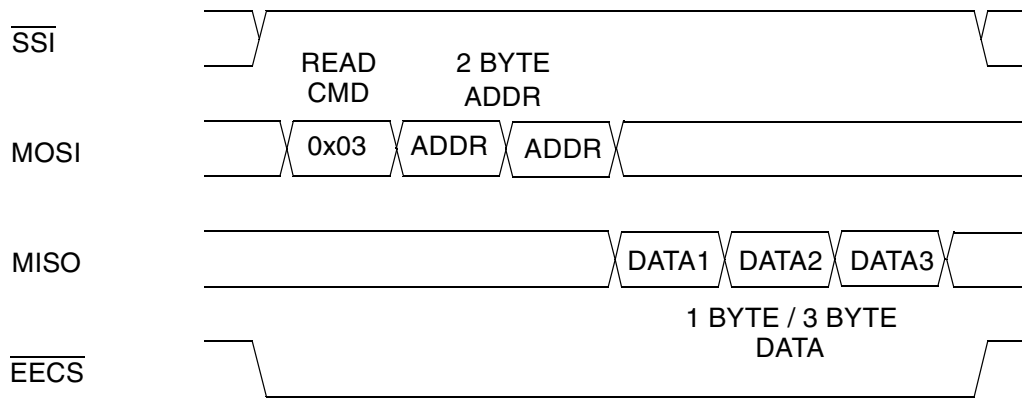 SSI
READ
CMD
2 BYTE
ADDR
MOSI
0x03 ADDR ADDR
MISO
DATA1 DATA2 DATA3
1 BYTE / 3 BYTE
DATA
EECS